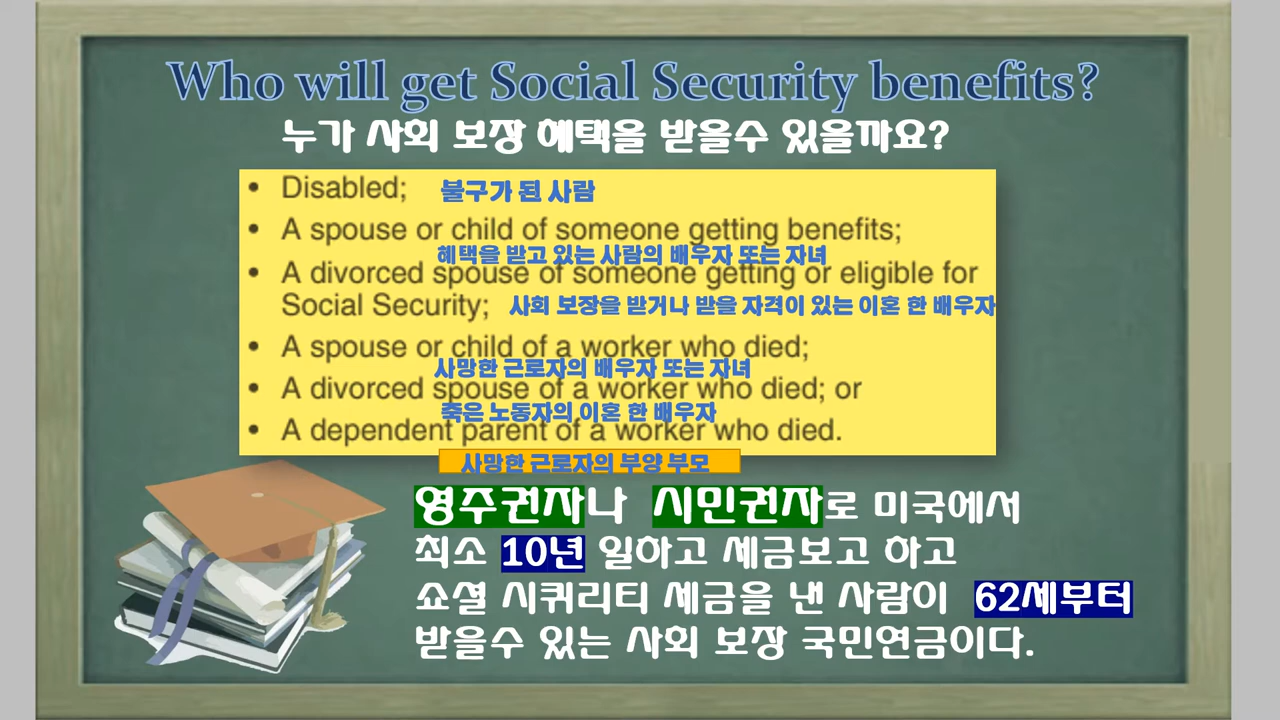 Who will get Social Security benefits?
누가 사회 보장 혜택을 받을수 있을까요?
• Disabled; 불구가 된 사람
• A spouse or child of someone getting benefits;
혜택을 받고 있는 사람의 배우자 또는 자녀
• A divorced spouse of someone getting or eligible for
Social Security; 사회 보장을 받거나 받을 자격이 있는 이혼 한 배우자
• A spouse or child of a worker who died;
사망한 근로자의 배우자 또는 자녀
• A divorced spouse of a worker who died; or
죽은 노동자의 이혼 한 배우자
• A dependent parent of a worker who died.
사망한 근로자의 부양 부모
영주권자나 시민권자로 미국에서
최소 10년 일하고 세금보고 하고
쇼셜 시퀴리티 세금을 낸 사람이 62세부터
받을수 있는 사회 보장 국민연금이다.